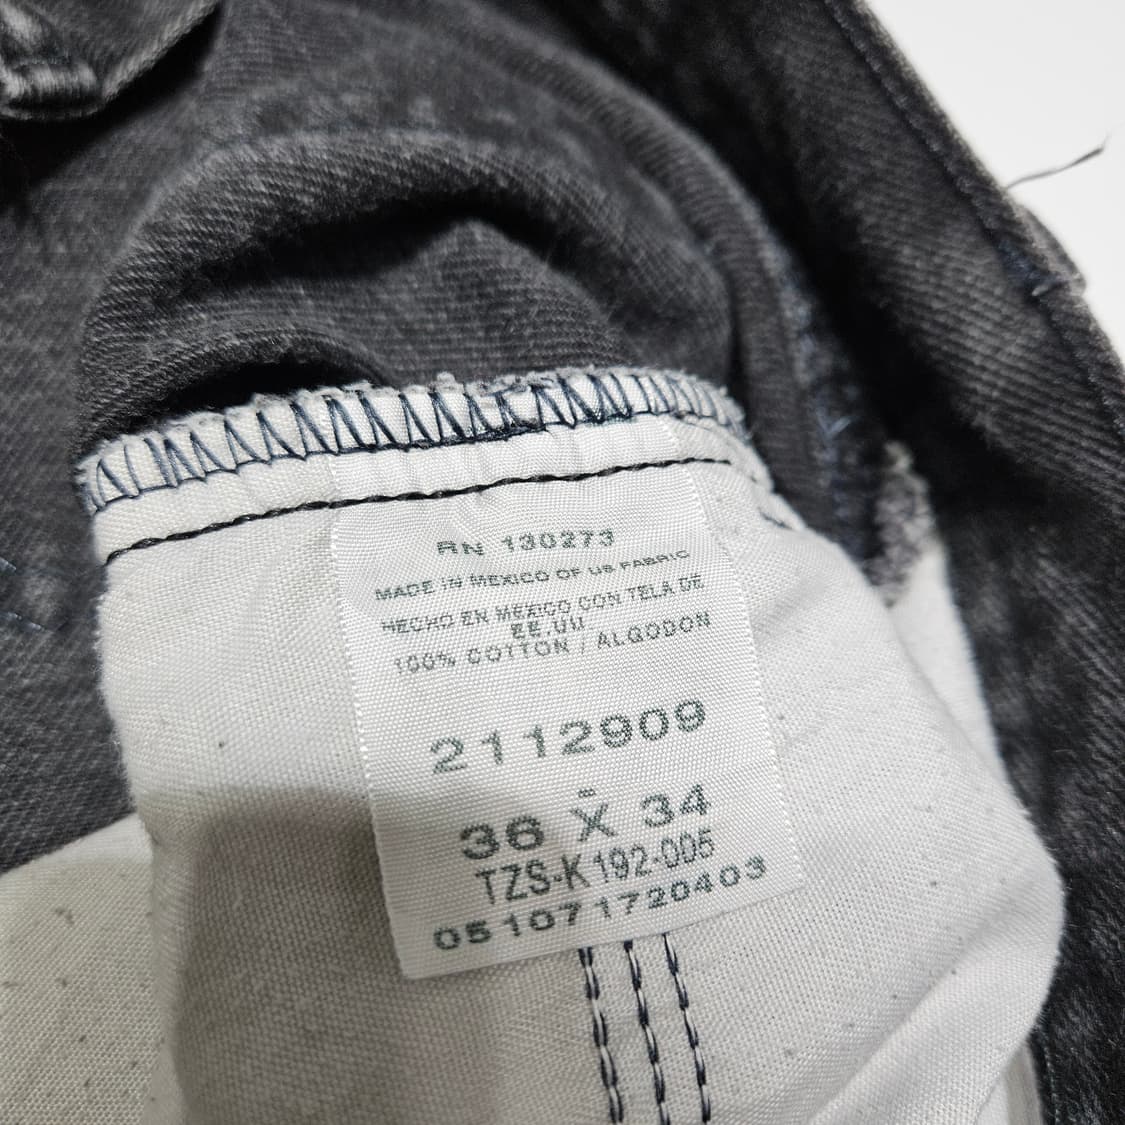 RN 130273
MADE IN MEXICO OF US FABRIC
HECHO EN MEXICO CON TELA DE
EE.UU
100% COTTON / ALGODON
2112909
36 X 34
TZS-K192-005
051071720403